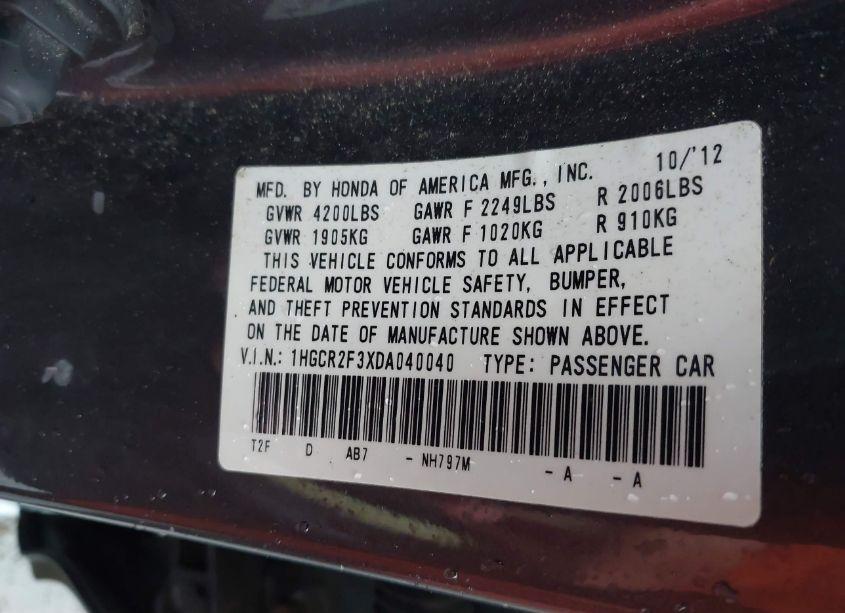 MFD. BY HONDA OF AMERICA MFG., INC. 10/'12
GVWR 4200LBS GAWR F 2249LBS R 2006LBS
GVWR 1905KG GAWR F 1020KG R 910KG
THIS VEHICLE CONFORMS TO ALL APPLICABLE
FEDERAL MOTOR VEHICLE SAFETY, BUMPER,
AND THEFT PREVENTION STANDARDS IN EFFECT
ON THE DATE OF MANUFACTURE SHOWN ABOVE.
V.I.N.: 1HGCR2F3XDA040040 TYPE: PASSENGER CAR
T2F D AB7 - NH797M - A - A